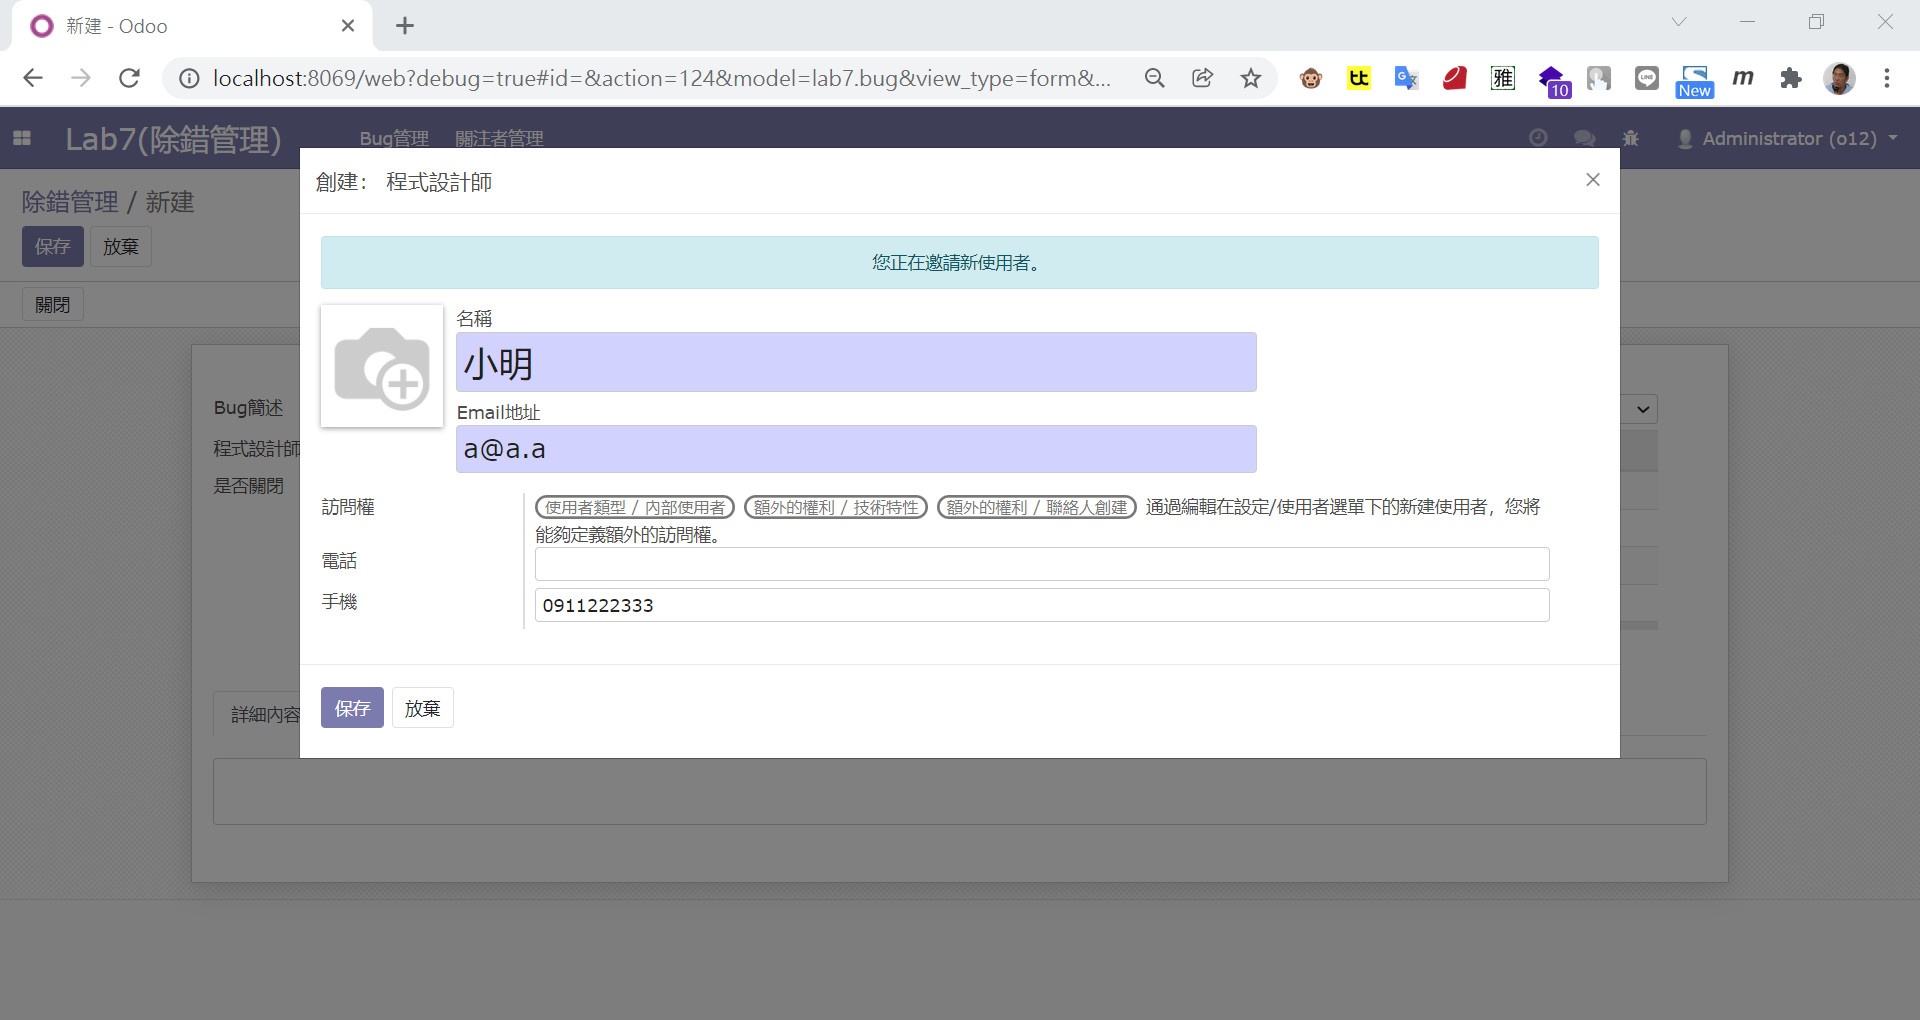 新建 - Odoo
localhost:8069/web?debug=true#id=&action=124&model=lab7.bug&view_type=form&...
tt
G
雅
10
LINE
New
m
Lab7(除錯管理)
Bug管理
關注者管理
Administrator (o12)
除錯管理 / 新建
保存
放棄
關閉
Bug簡述
程式設計師
是否關閉
詳細內容
創建: 程式設計師
您正在邀請新使用者。
名稱
小明
Email地址
a@a.a
訪問權
使用者類型 / 內部使用者 額外的權利 / 技術特性 額外的權利 / 聯絡人創建 通過編輯在設定/使用者選單下的新建使用者，您將
能夠定義額外的訪問權。
電話
手機
0911222333
保存
放棄